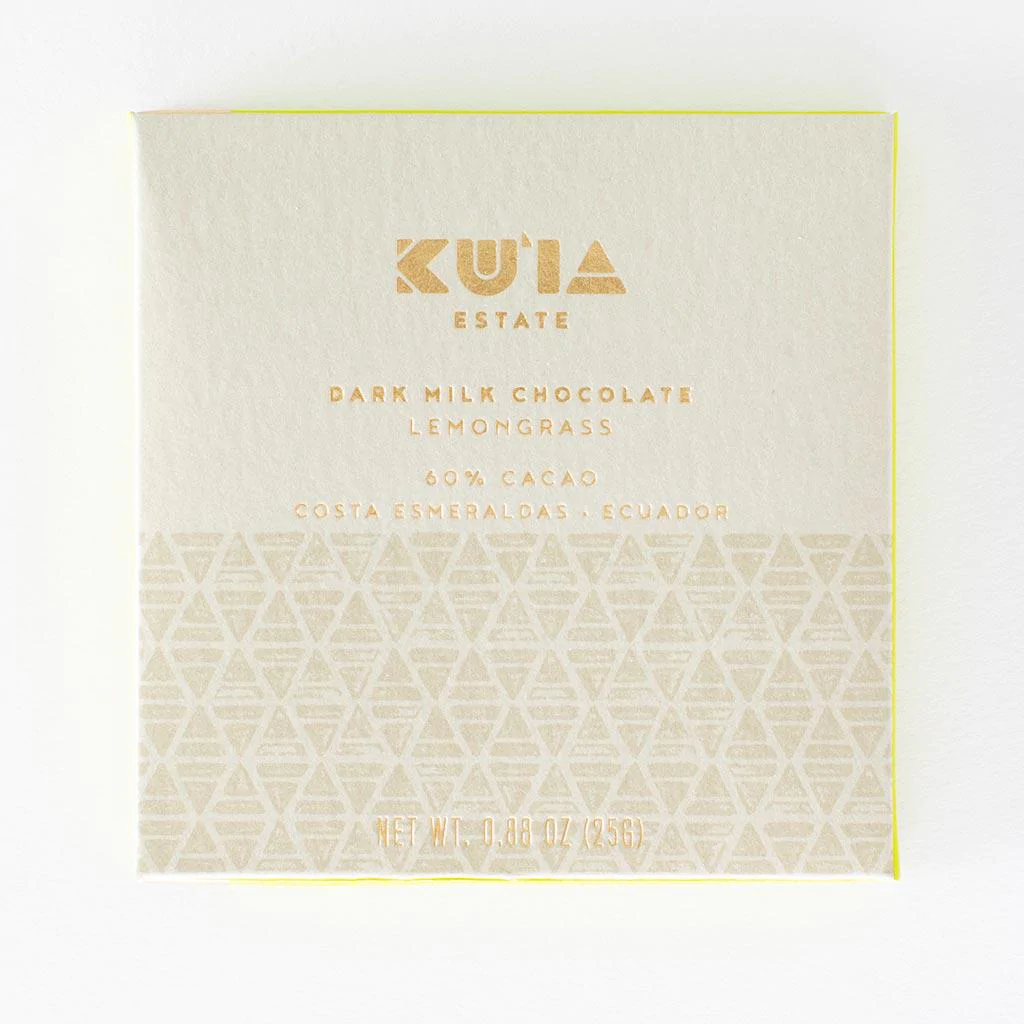 KU'IA
ESTATE
DARK MILK CHOCOLATE
LEMONGRASS
60% CACAO
COSTA ESMERALDAS • ECUADOR
NET WT. 0.88 OZ (25G)